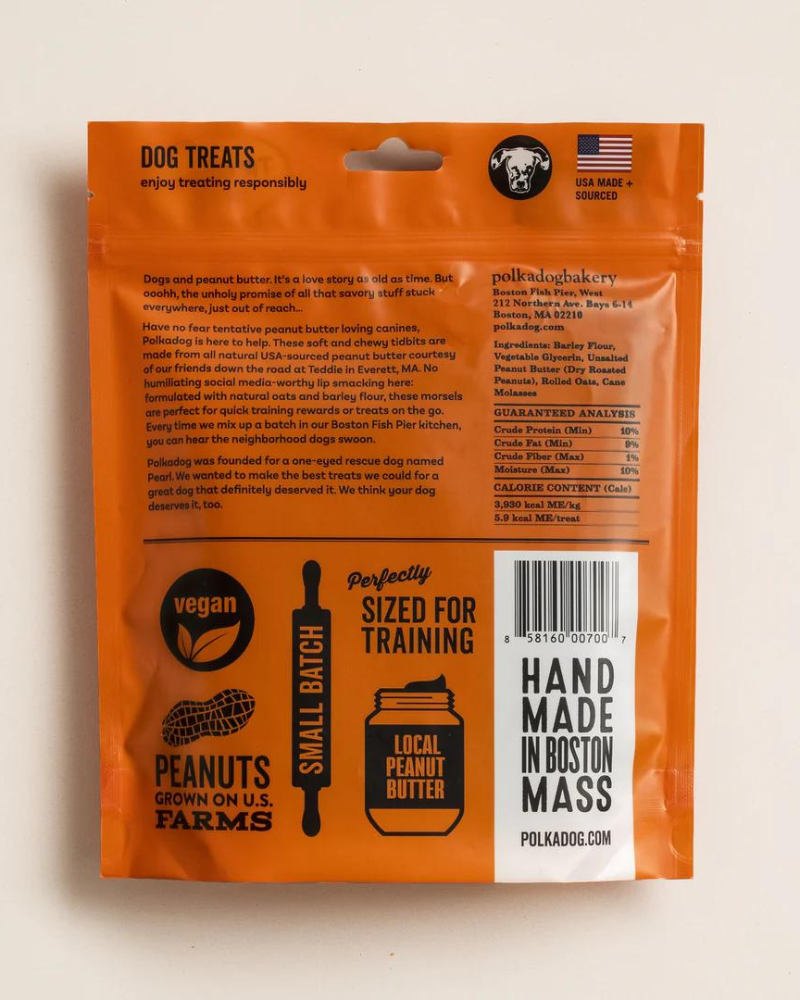 DOG TREATS
enjoy treating responsibly
USA MADE +
SOURCED
Dogs and peanut butter. It's a love story as old as time. But
ooohh, the unholy promise of all that savory stuff stuck
everywhere, just out of reach...
Have no fear tentative peanut butter loving canines,
Polkadog is here to help. These soft and chewy tidbits are
made from all natural USA-sourced peanut butter courtesy
of our friends down the road at Teddie in Everett, MA. No
humiliating social media-worthy lip smacking here:
formulated with natural oats and barley flour, these morsels
are perfect for quick training rewards or treats on the go.
Every time we mix up a batch in our Boston Fish Pier kitchen,
you can hear the neighborhood dogs swoon.
Polkadog was founded for a one-eyed rescue dog named
Pearl. We wanted to make the best treats we could for a
great dog that definitely deserved it. We think your dog
deserves it, too.
polkadogbakery
Boston Fish Pier, West
212 Northern Ave. Bays 6-14
Boston, MA 02210
polkadog.com
Ingredients: Barley Flour,
Vegetable Glycerin, Unsalted
Peanut Butter (Dry Roasted
Peanuts), Rolled Oats, Cane
Molasses
GUARANTEED ANALYSIS
Crude Protein (Min) 10%
Crude Fat (Min) 9%
Crude Fiber (Max) 1%
Moisture (Max) 10%
CALORIE CONTENT (Calc)
3,930 kcal ME/kg
5.9 kcal ME/treat
vegan
PEANUTS
GROWN ON U.S.
FARMS
SMALL BATCH
Perfectly
SIZED FOR
TRAINING
LOCAL
PEANUT
BUTTER
8 58160 00700 7
HAND
MADE
IN BOSTON
MASS
POLKADOG.COM